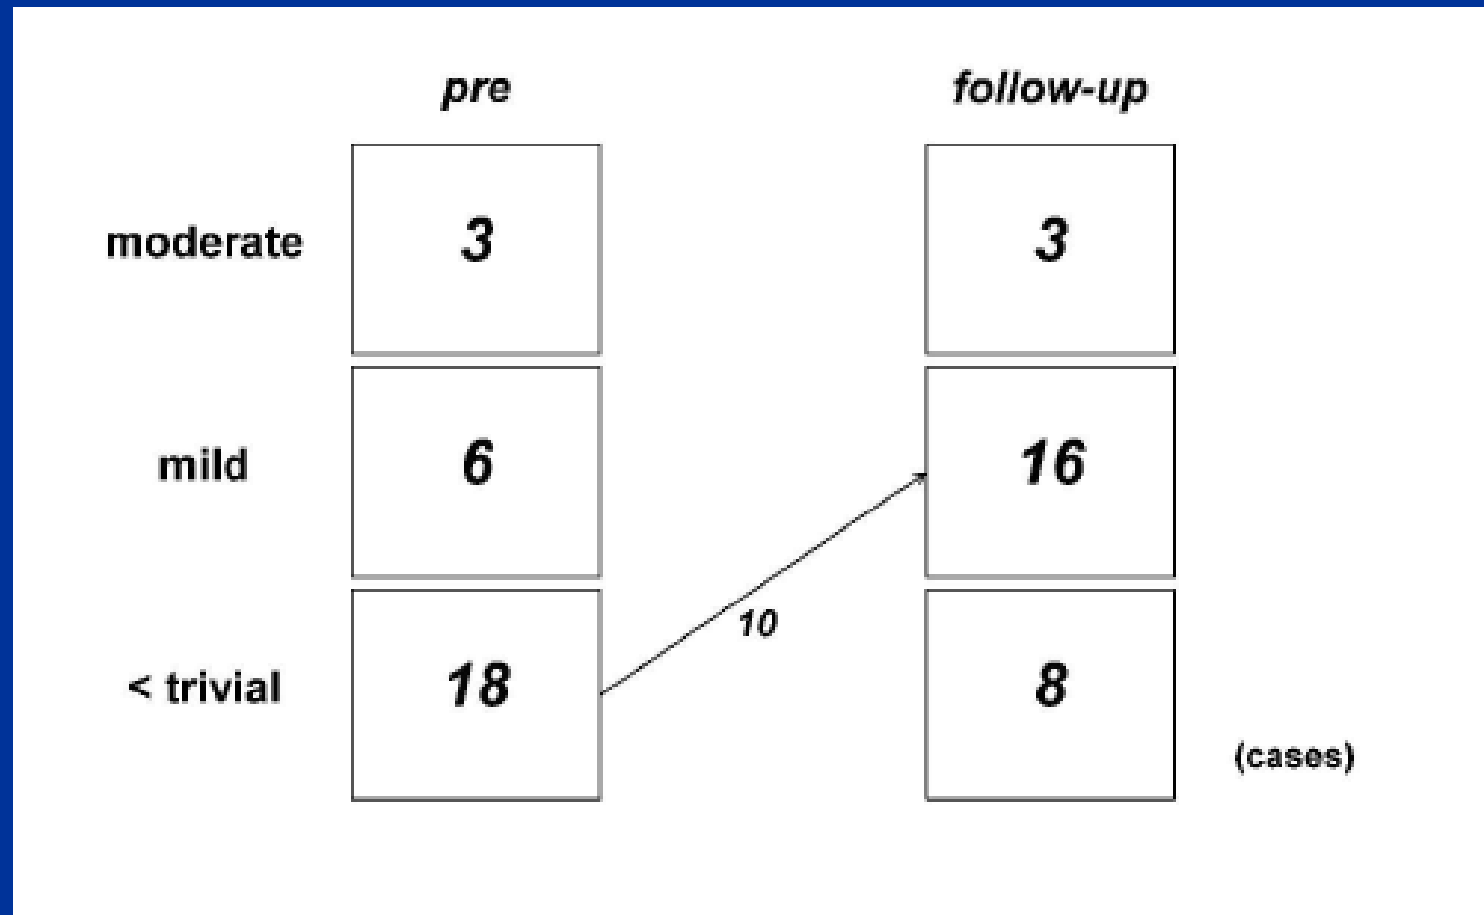 pre follow-up
moderate 3 3
mild 6 16
10
< trivial 18 8
(cases)